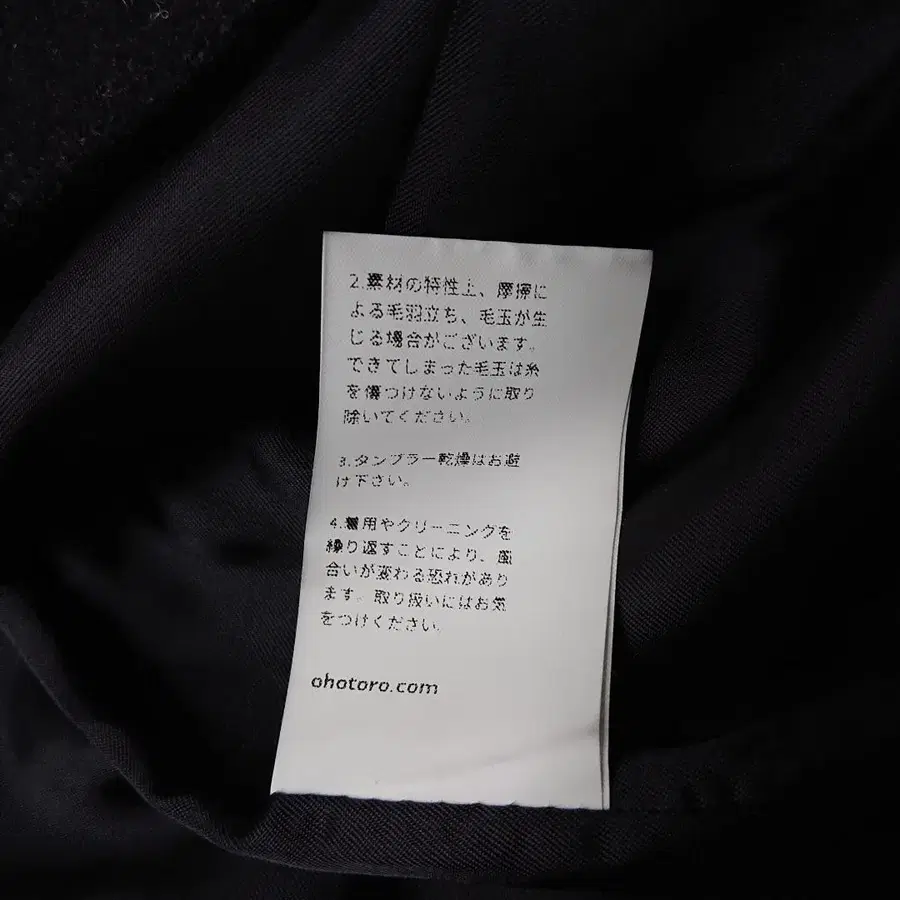 2.素材の特性上、摩擦に
よる毛羽立ち、毛玉が生
じる場合がございます。
できてしまった毛玉は糸
を傷つけないように取り
除いてください。
3.タンブラー乾燥はお避
け下さい。
4.着用やクリーニングを
繰り返すことにより、風
合いが変わる恐れがあり
ます。取り扱いにはお気
をつけください。
ohotoro.com